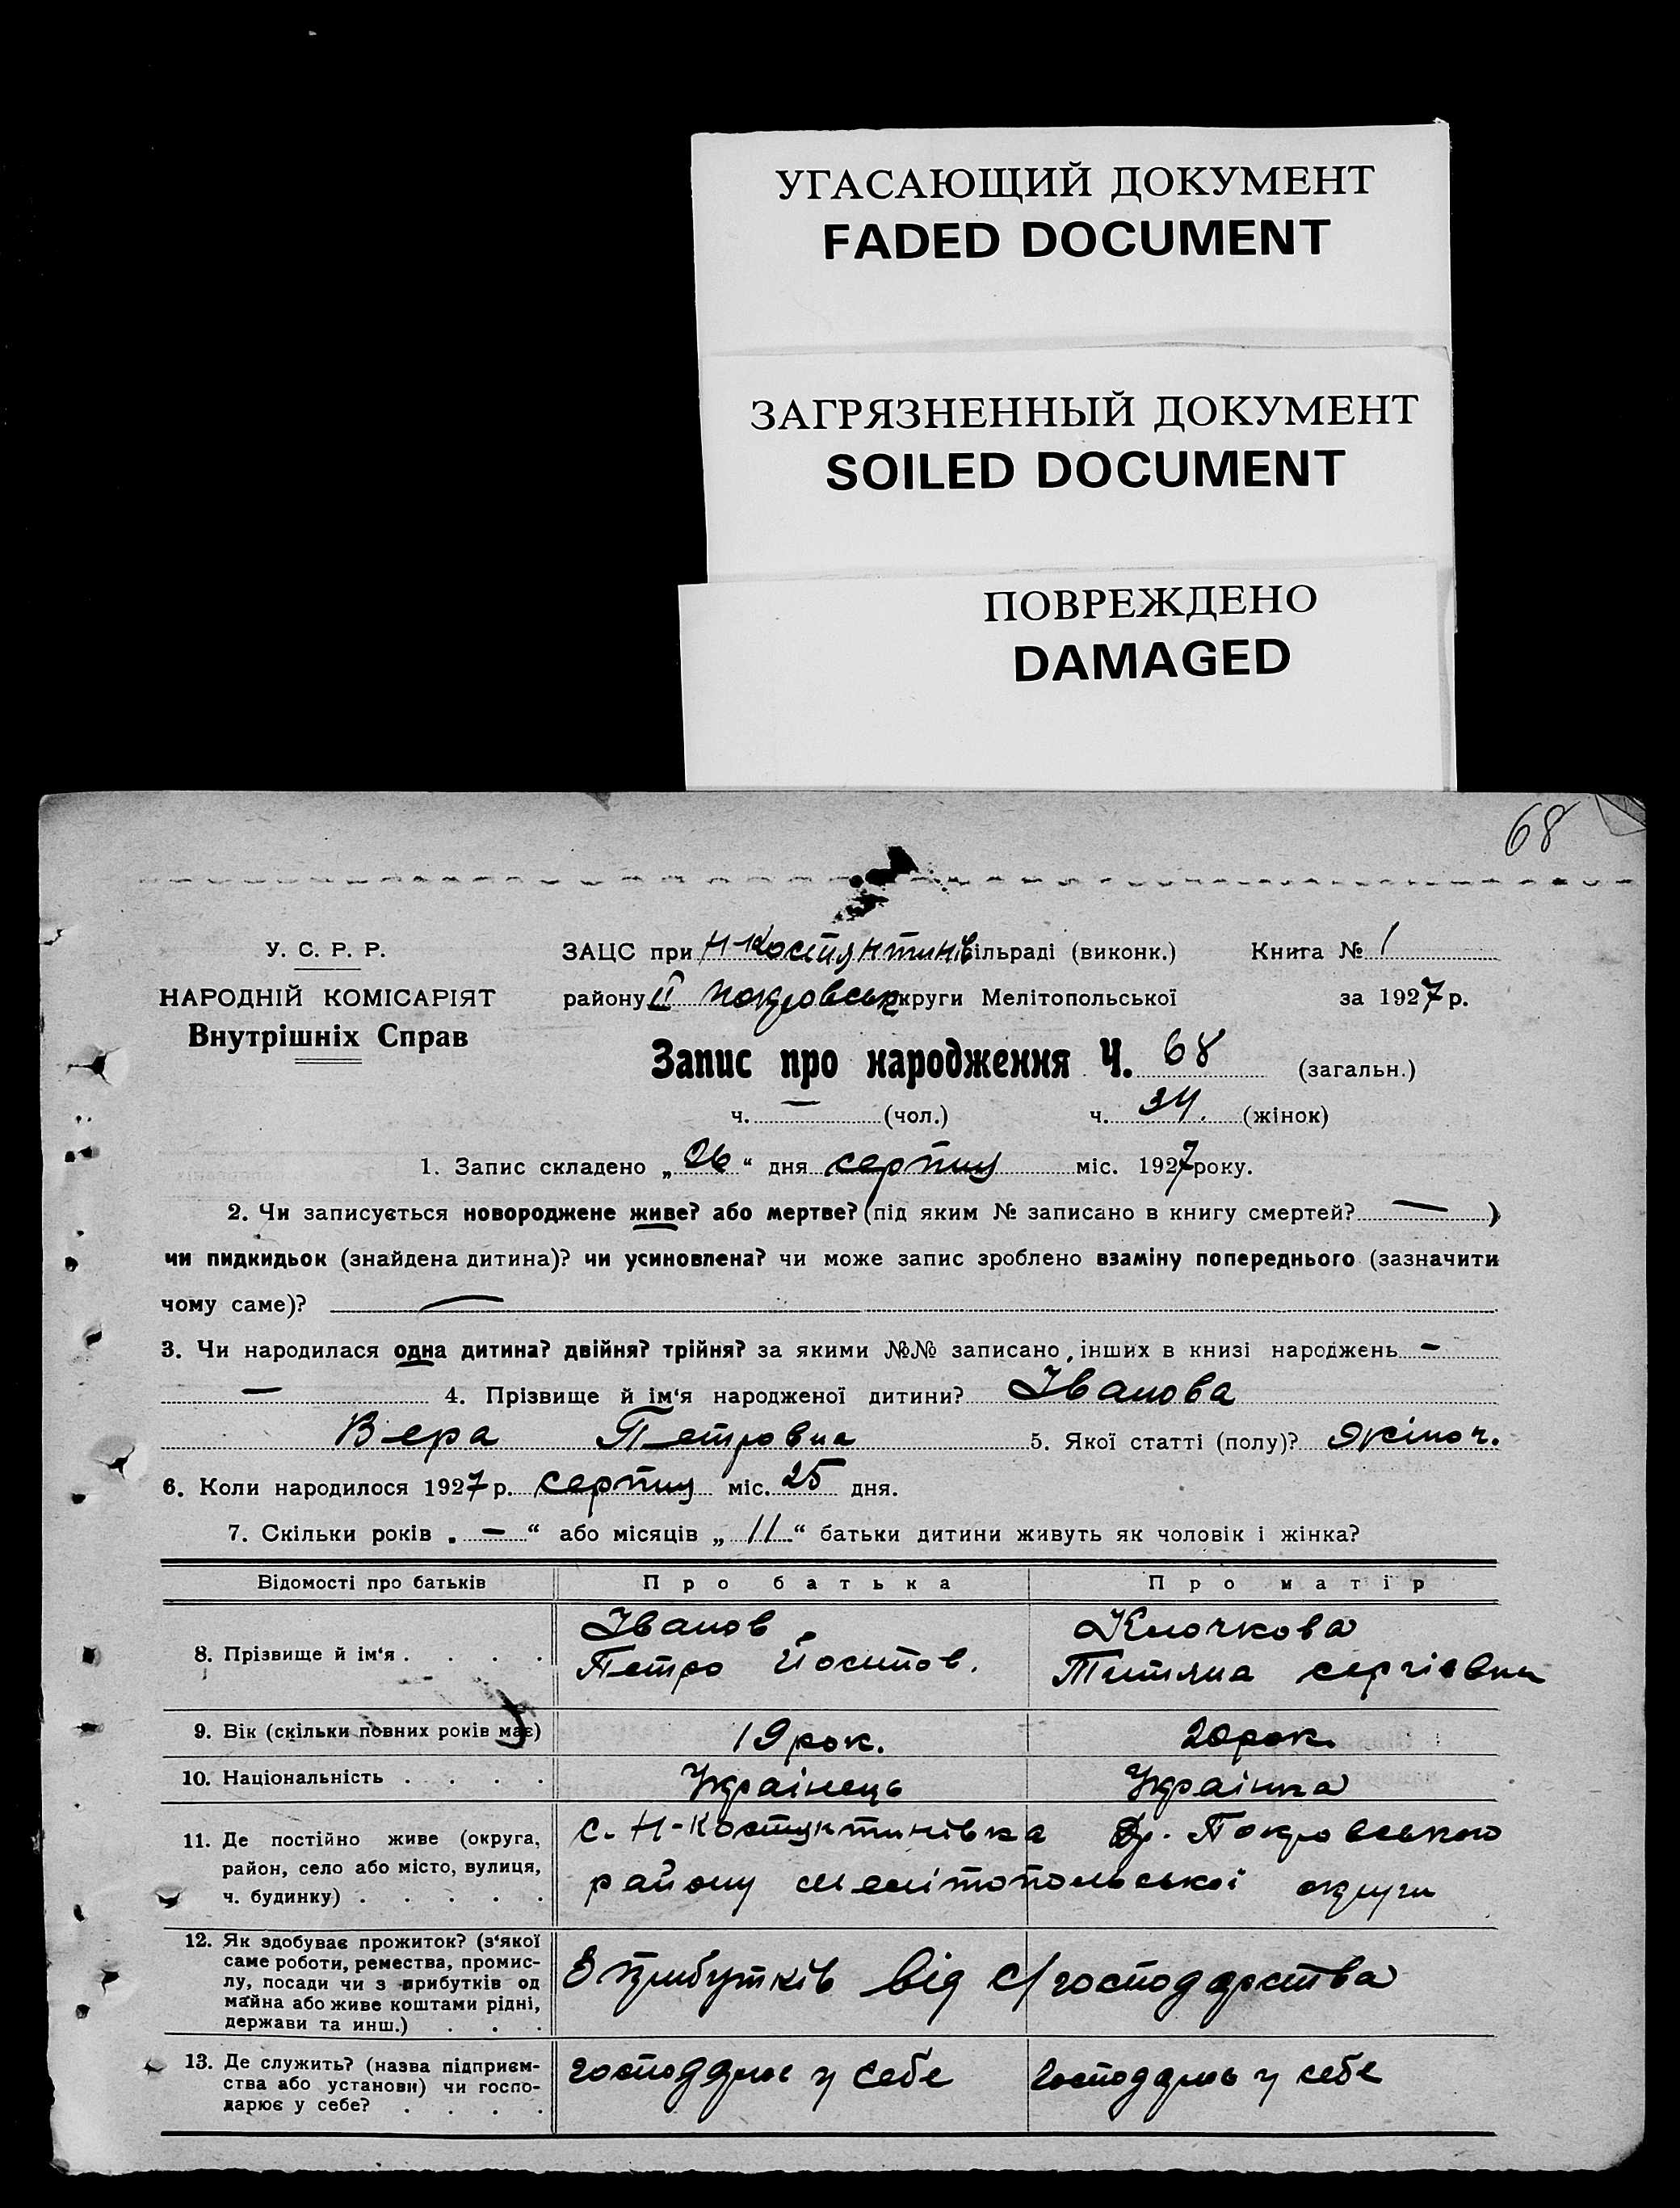 УГАСАЮЩИЙ ДОКУМЕНТ
FADED DOCUMENT
ЗАГРЯЗНЕННЫЙ ДОКУМЕНТ
SOILED DOCUMENT
ПОВРЕЖДЕНО
DAMAGED
68
У. С. Р. Р.
НАРОДНІЙ КОМІСАРІЯТ
Внутрішніх Справ
ЗАЦС при Н-Костянтинів сільраді (виконк.) Книга № 1
району ІІ Покровськ округи Мелітопольської за 1927 р.
Запис про народження Ч. 68 (загальн.)
ч. — (чол.) ч. 34. (жінок)
1. Запис складено „26“ дня серпня міс. 1927 року.
2. Чи записується новороджене живе? або мертве? (під яким № записано в книгу смертей? — )
чи пидкидьок (знайдена дитина)? чи усиновлена? чи може запис зроблено взаміну попереднього (зазначити
чому саме)? —
3. Чи народилася одна дитина? двійня? трійня? за якими №№ записано інших в книзі народжень —
— 4. Прізвище й ім‘я народженої дитини? Іванова
Вера Петровна 5. Якої статті (полу)? жіноч.
6. Коли народилося 1927 р. серпня міс. 25 дня.
7. Скільки років „ — “ або місяців „ 11 “ батьки дитини живуть як чоловік і жінка?
Відомості про батьків Про батька Про матір
8. Прізвище й ім‘я . . . . Іванов Петро Йосипов. Клочкова Титяна сергієвна
9. Вік (скільки повних років має) 19 рок. 20 рок.
10. Національність . . . . Українець Українка
11. Де постійно живе (округа, район, село або місто, вулиця, ч. будинку) . . . . . с. Н-Костянтинівка Др. Покровського
району мелітопольської округи
12. Як здобуває прожиток? (з‘якої саме роботи, ремества, промислу, посади чи з прибутків од майна або живе коштами рідні, держави та инш.) . . . З прибутків від с/господарства
13. Де служить? (назва підприємства або установи) чи господарює у себе? . . . . господарює у себе господарює у себе